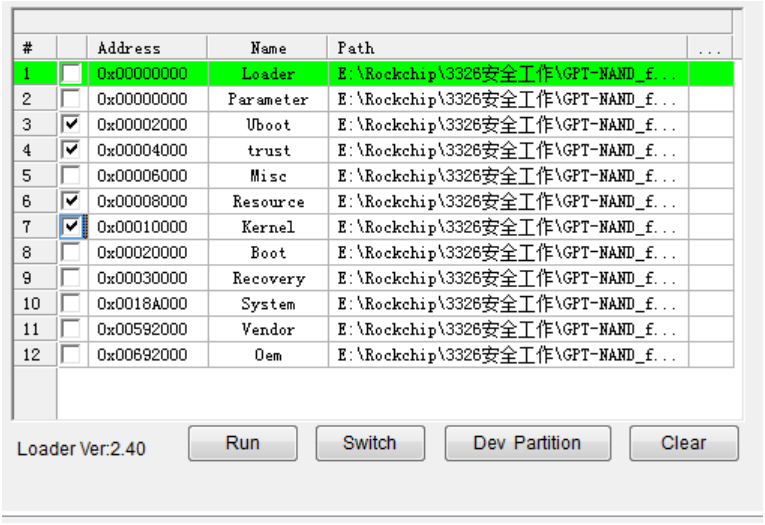 # Address Name Path ...
1 0x00000000 Loader E:\Rockchip\3326安全工作\GPT-NAND_f...
2 0x00000000 Parameter E:\Rockchip\3326安全工作\GPT-NAND_f...
3 0x00002000 Uboot E:\Rockchip\3326安全工作\GPT-NAND_f...
4 0x00004000 trust E:\Rockchip\3326安全工作\GPT-NAND_f...
5 0x00006000 Misc E:\Rockchip\3326安全工作\GPT-NAND_f...
6 0x00008000 Resource E:\Rockchip\3326安全工作\GPT-NAND_f...
7 0x00010000 Kernel E:\Rockchip\3326安全工作\GPT-NAND_f...
8 0x00020000 Boot E:\Rockchip\3326安全工作\GPT-NAND_f...
9 0x00030000 Recovery E:\Rockchip\3326安全工作\GPT-NAND_f...
10 0x0018A000 System E:\Rockchip\3326安全工作\GPT-NAND_f...
11 0x00592000 Vendor E:\Rockchip\3326安全工作\GPT-NAND_f...
12 0x00692000 Oem E:\Rockchip\3326安全工作\GPT-NAND_f...
Loader Ver:2.40 Run Switch Dev Partition Clear